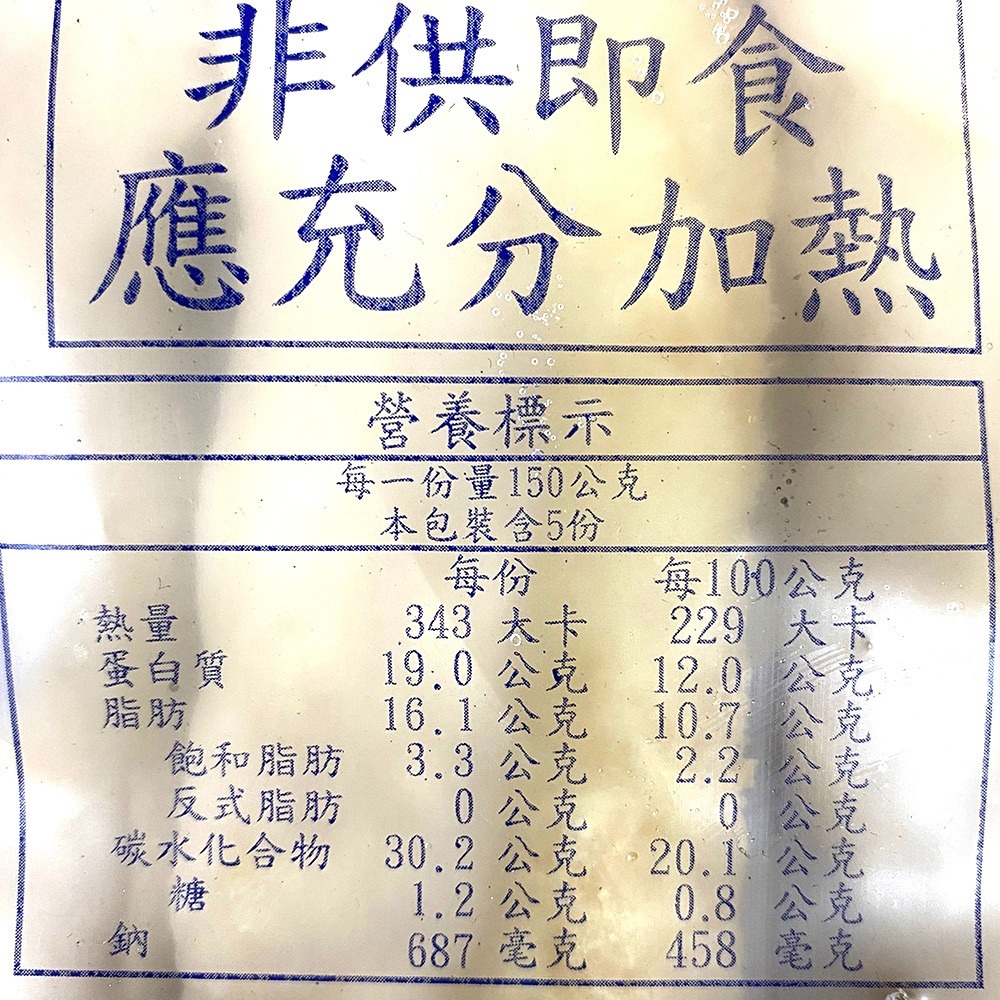 非供即食
應充分加熱
營養標示
每一份量150公克
本包裝含5份
每份 每100公克
熱量 343 大卡 229 大卡
蛋白質 19.0 公克 12.0 公克
脂肪 16.1 公克 10.7 公克
飽和脂肪 3.3 公克 2.2 公克
反式脂肪 0 公克 0 公克
碳水化合物 30.2 公克 20.1 公克
糖 1.2 公克 0.8 公克
鈉 687 毫克 458 毫克